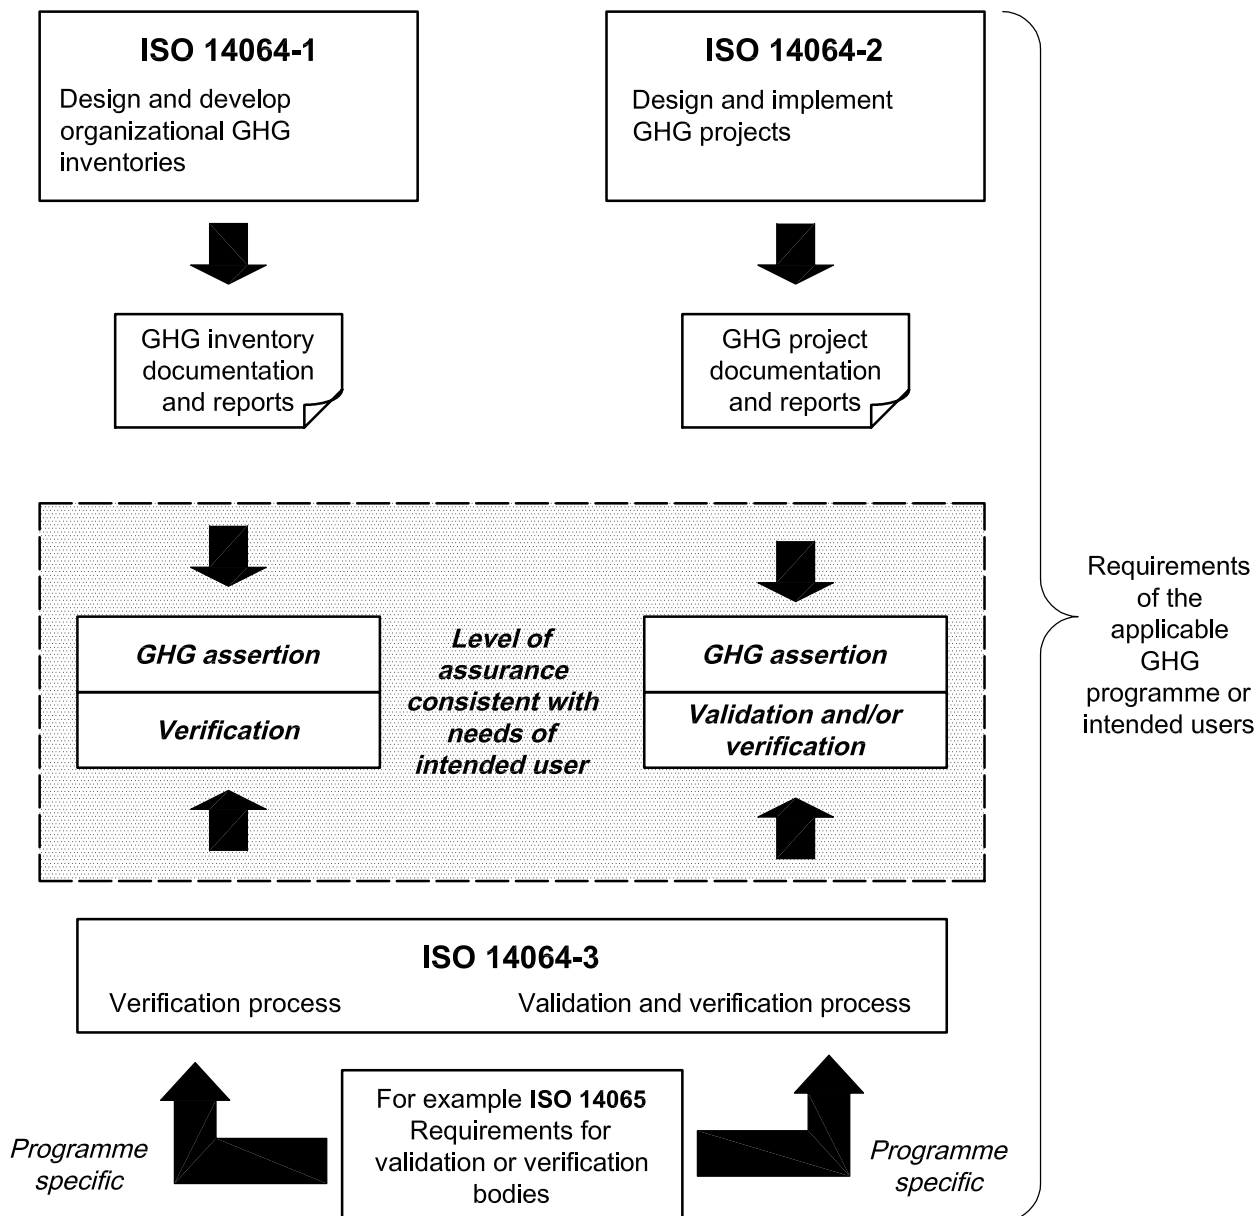 ISO 14064-1
Design and develop
organizational GHG
inventories
ISO 14064-2
Design and implement
GHG projects
GHG inventory
documentation
and reports
GHG project
documentation
and reports
GHG assertion
Verification
Level of
assurance
consistent with
needs of
intended user
GHG assertion
Validation and/or
verification
Requirements
of the
applicable
GHG
programme or
intended users
ISO 14064-3
Verification process
Validation and verification process
Programme
specific
For example ISO 14065
Requirements for
validation or verification
bodies
Programme
specific